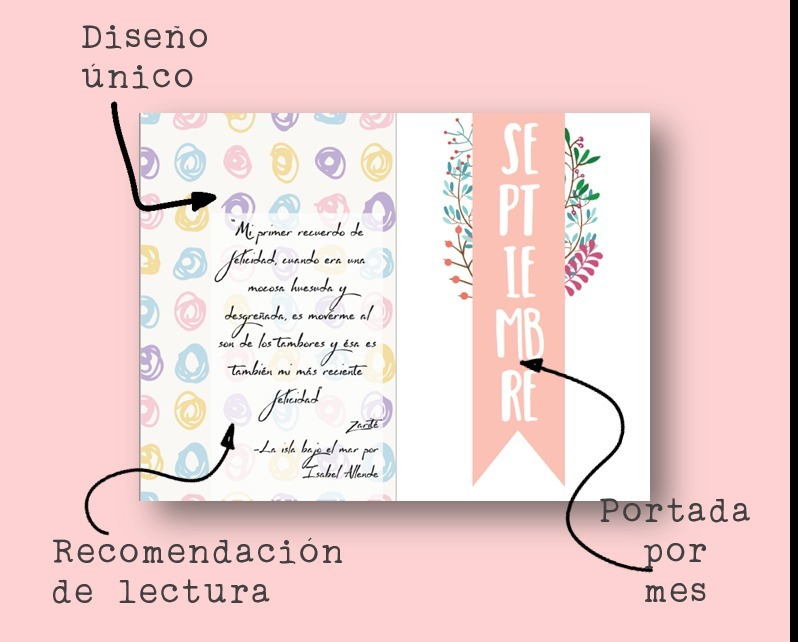 Diseño
único
"Mi primer recuerdo de
felicidad, cuando era una
mocosa huesuda y
desgreñada, es moverme al
son de los tambores y ésa es
también mi más reciente
felicidad"
Zarité
-La isla bajo el mar por
Isabel Allende
SE
PT
IE
MB
RE
Recomendación
de lectura
Portada
por
mes